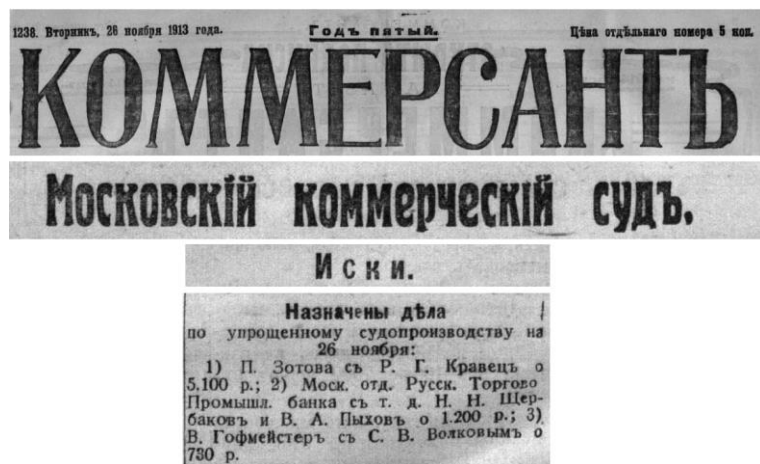 1238. Вторникъ, 26 ноября 1913 года. Годъ пятый. Цѣна отдѣльнаго номера 5 коп.
КОММЕРСАНТЪ
Московскій коммерческій судъ.
Иски.
Назначены дѣла
по упрощенному судопроизводству на
26 ноября:
1) П. Зотова съ Р. Г. Кравецъ о
5.100 р.; 2) Моск. отд. Русск. Торгово
Промышл. банка съ т. д. Н. Н. Щер-
баковъ и В. А. Пыховъ о 1.200 р.; 3)
В. Гофмейстеръ съ С. В. Волковымъ о
730 р.